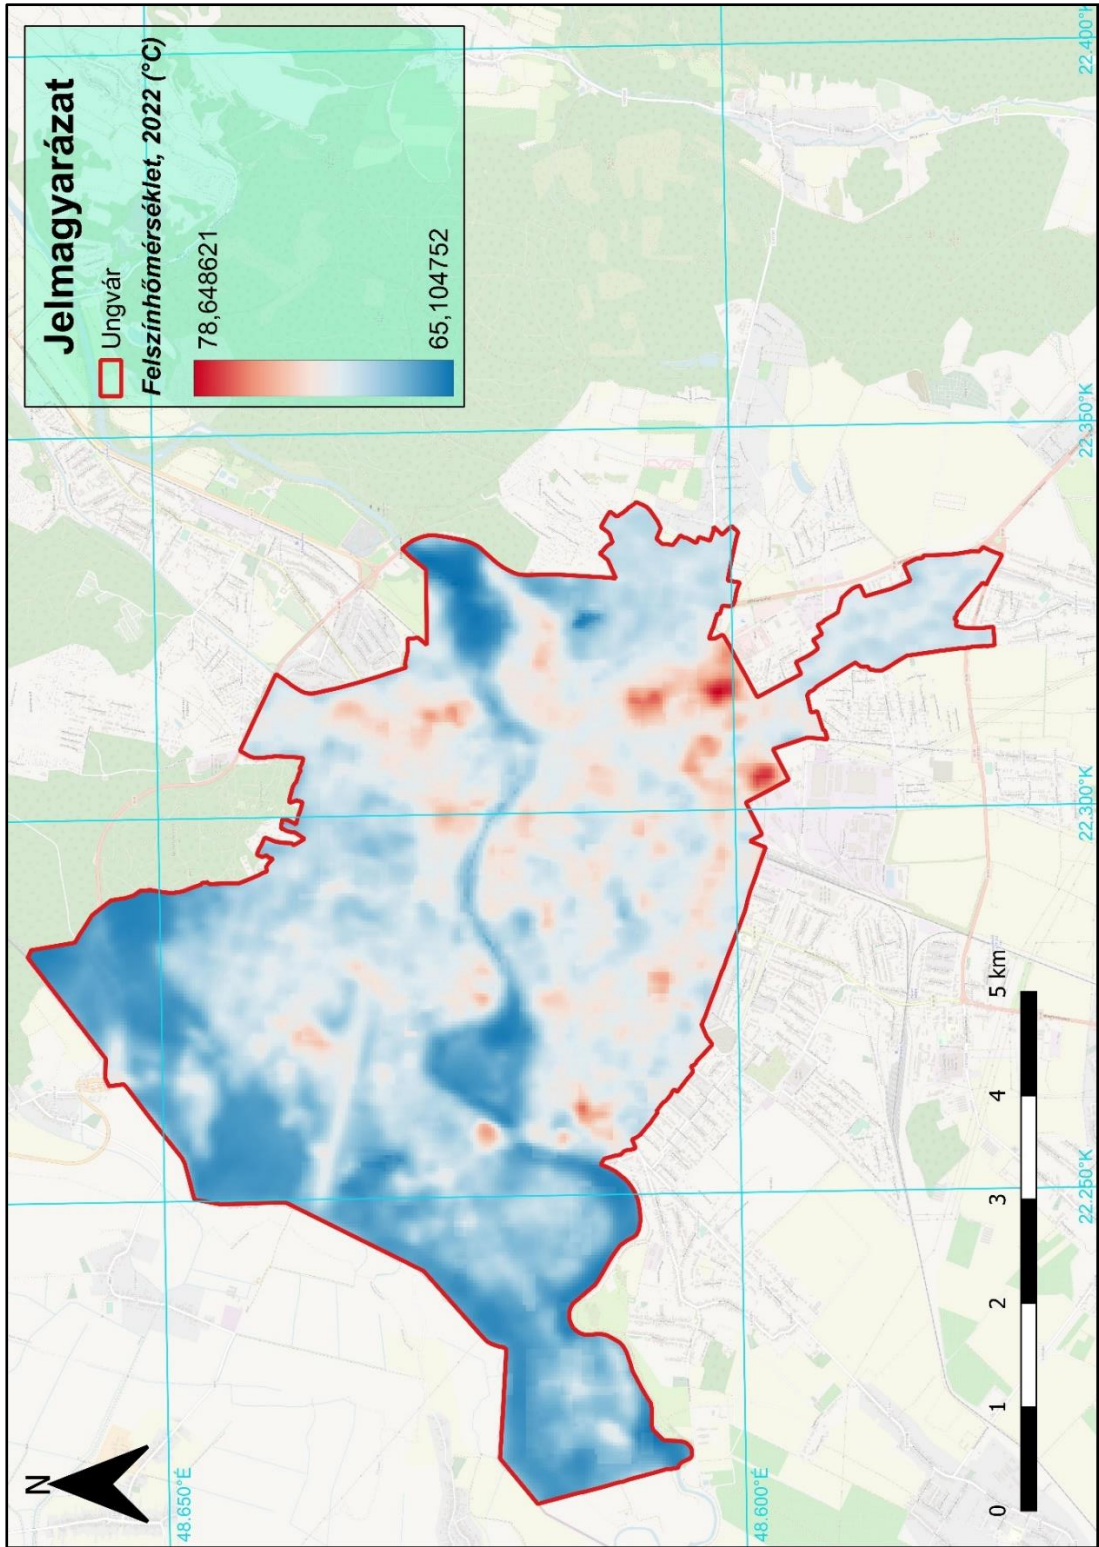 Jelmagyarázat
Ungvár
Felszínhőmérséklet, 2022 (°C)
78,648621
65,104752
N
48.650°É
48.600°É
22.250°K
22.300°K
22.350°K
22.400°K
0 1 2 3 4 5 km